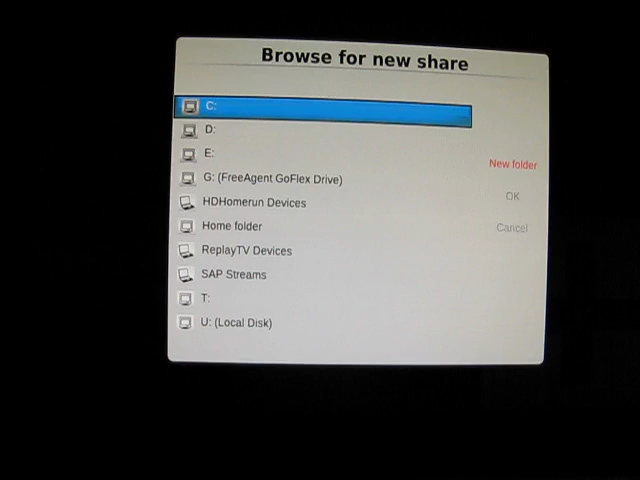 Browse for new share
C:
D:
E:
G: (FreeAgent GoFlex Drive)
HDHomerun Devices
Home folder
ReplayTV Devices
SAP Streams
T:
U: (Local Disk)
New folder
OK
Cancel